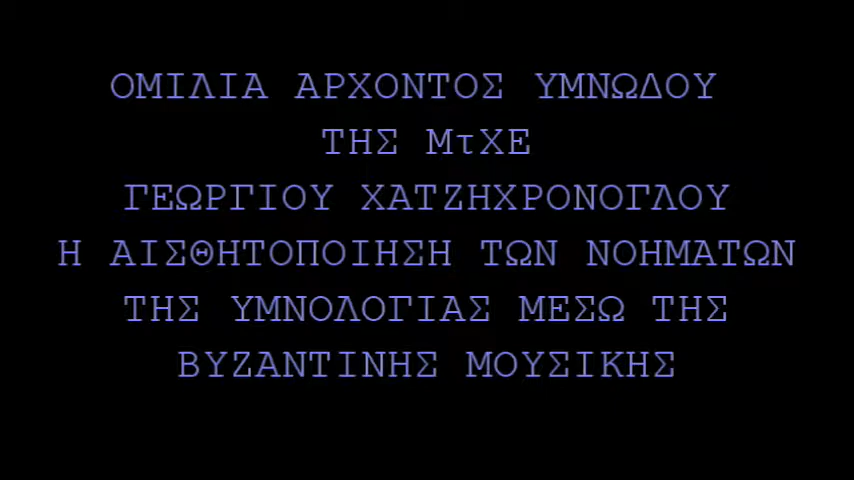 ΟΜΙΛΙΑ ΑΡΧΟΝΤΟΣ ΥΜΝΩΔΟΥ
ΤΗΣ ΜτΧΕ
ΓΕΩΡΓΙΟΥ ΧΑΤΖΗΧΡΟΝΟΓΛΟΥ
Η ΑΙΣΘΗΤΟΠΟΙΗΣΗ ΤΩΝ ΝΟΗΜΑΤΩΝ
ΤΗΣ ΥΜΝΟΛΟΓΙΑΣ ΜΕΣΩ ΤΗΣ
ΒΥΖΑΝΤΙΝΗΣ ΜΟΥΣΙΚΗΣ